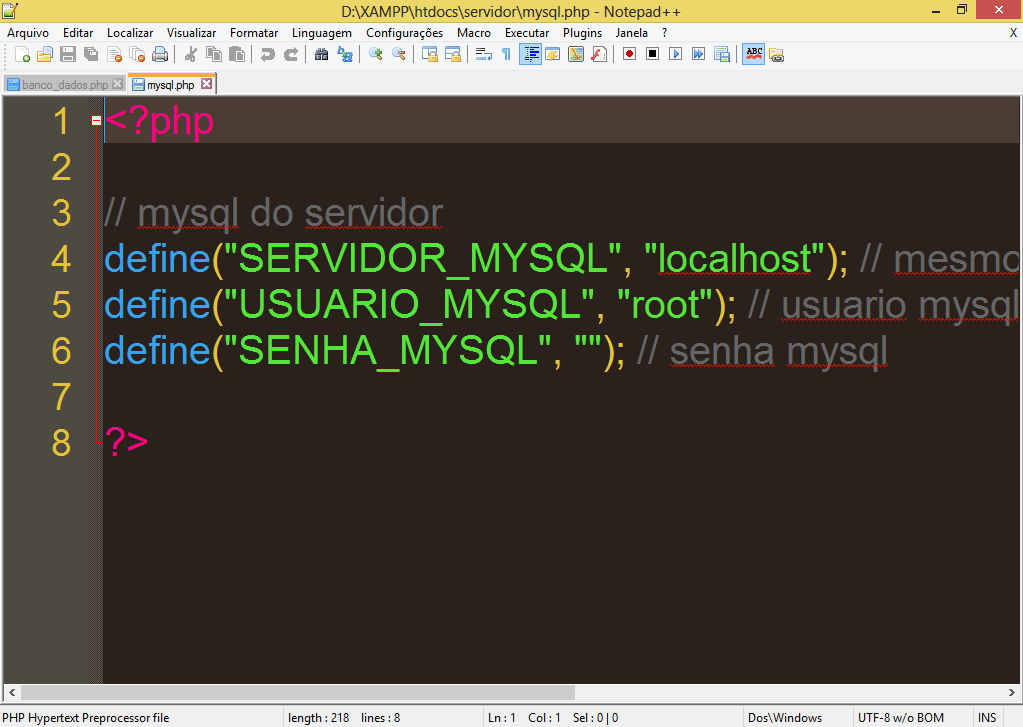 D:\XAMPP\htdocs\servidor\mysql.php - Notepad++
Arquivo Editar Localizar Visualizar Formatar Linguagem Configurações Macro Executar Plugins Janela ? X
ABC
banco_dados.php mysql.php
1 <?php
2
3 // mysql do servidor
4 define("SERVIDOR_MYSQL", "localhost"); // mesmo
5 define("USUARIO_MYSQL", "root"); // usuario mysql
6 define("SENHA_MYSQL", ""); // senha mysql
7
8 ?>
PHP Hypertext Preprocessor file length : 218 lines : 8 Ln : 1 Col : 1 Sel : 0 | 0 Dos\Windows UTF-8 w/o BOM INS